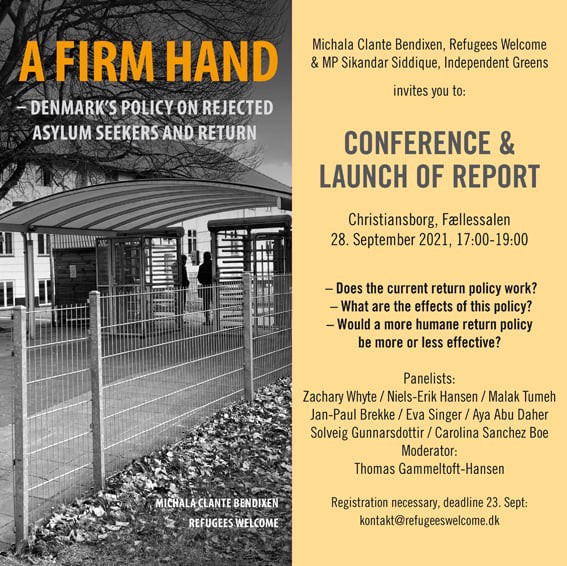 A FIRM HAND
– DENMARK'S POLICY ON REJECTED
ASYLUM SEEKERS AND RETURN
MICHALA CLANTE BENDIXEN
REFUGEES WELCOME
Michala Clante Bendixen, Refugees Welcome
& MP Sikandar Siddique, Independent Greens
invites you to:
CONFERENCE &
LAUNCH OF REPORT
Christiansborg, Fællessalen
28. September 2021, 17:00-19:00
– Does the current return policy work?
– What are the effects of this policy?
– Would a more humane return policy
be more or less effective?
Panelists:
Zachary Whyte / Niels-Erik Hansen / Malak Tumeh
Jan-Paul Brekke / Eva Singer / Aya Abu Daher
Solveig Gunnarsdottir / Carolina Sanchez Boe
Moderator:
Thomas Gammeltoft-Hansen
Registration necessary, deadline 23. Sept:
kontakt@refugeeswelcome.dk